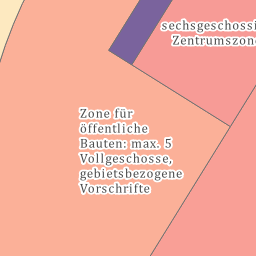 sechsgeschossi
Zentrumszone
Zone für
öffentliche
Bauten: max. 5
Vollgeschosse,
gebietsbezogene
Vorschrifte